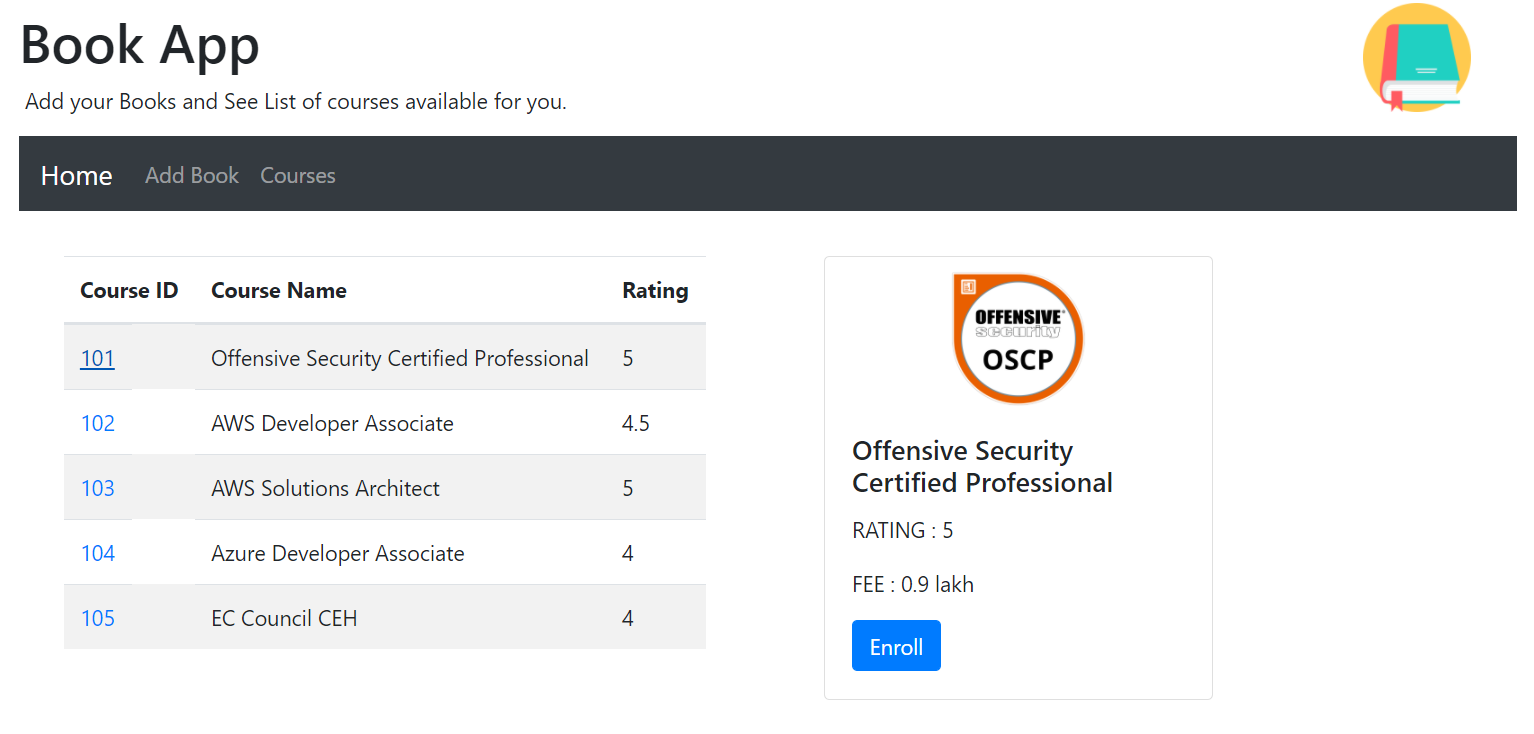 Book App
Add your Books and See List of courses available for you.
Home Add Book Courses
Course ID Course Name Rating
101 Offensive Security Certified Professional 5
102 AWS Developer Associate 4.5
103 AWS Solutions Architect 5
104 Azure Developer Associate 4
105 EC Council CEH 4
OFFENSIVE®
security
OSCP
Offensive Security
Certified Professional
RATING : 5
FEE : 0.9 lakh
Enroll